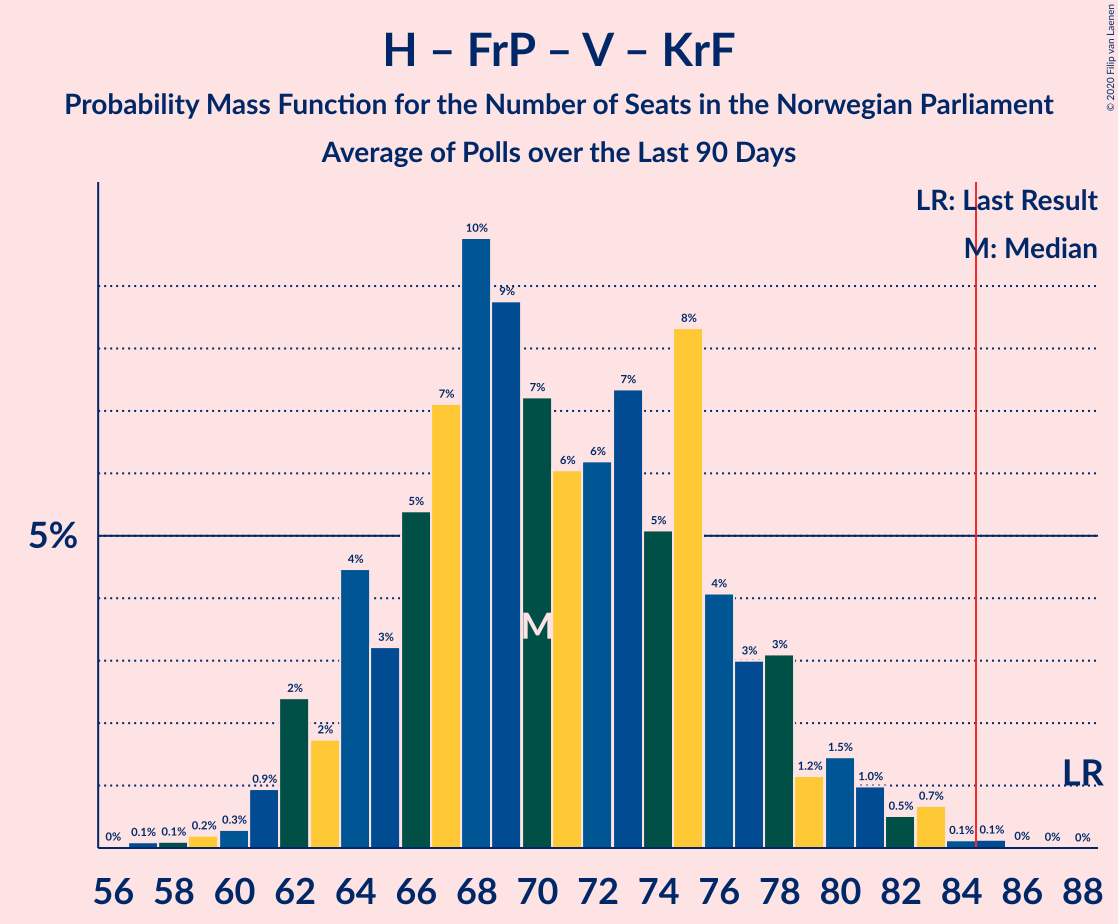 H – FrP – V – KrF
Probability Mass Function for the Number of Seats in the Norwegian Parliament
Average of Polls over the Last 90 Days
© 2020 Filip van Laenen
LR: Last Result
M: Median
5%
0% 0.1% 0.1% 0.2% 0.3% 0.9% 2% 2% 4% 3% 5% 7% 10% 9% 7% 6% 6% 7% 5% 8% 4% 3% 3% 1.2% 1.5% 1.0% 0.5% 0.7% 0.1% 0.1% 0% 0% 0%
M
LR
56 58 60 62 64 66 68 70 72 74 76 78 80 82 84 86 88